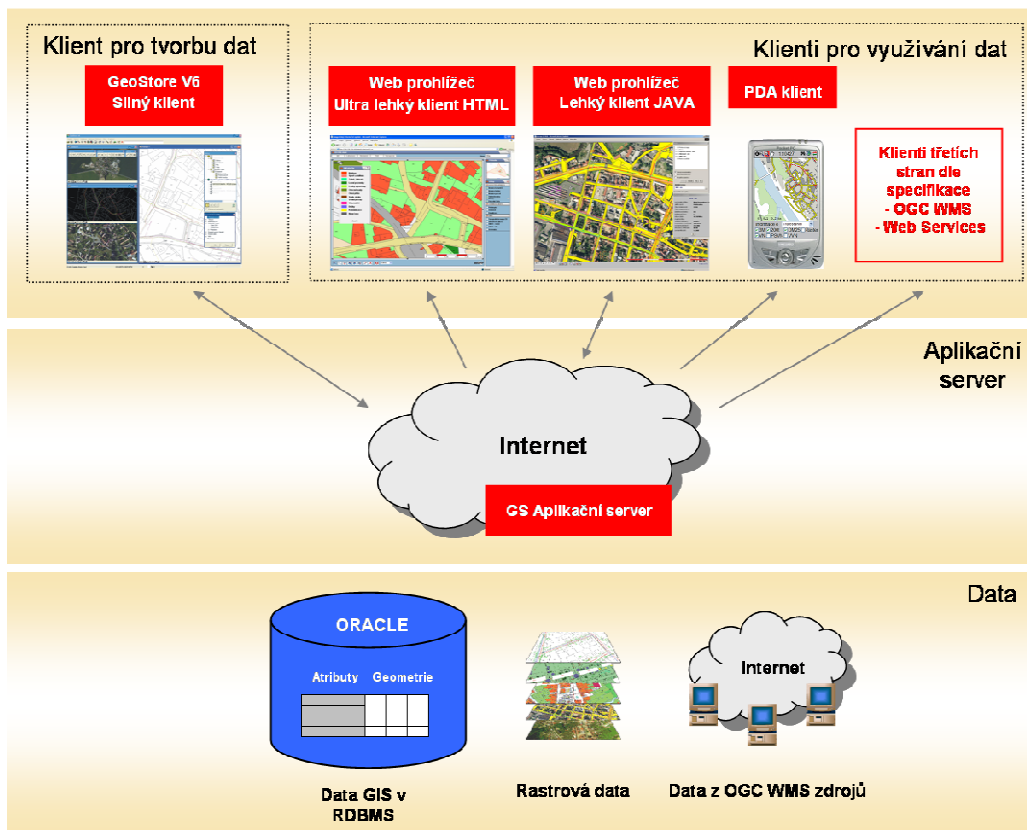 Klient pro tvorbu dat
Klienti pro využívání dat
GeoStore V6
Silný klient
Web prohlížeč
Ultra lehký klient HTML
Web prohlížeč
Lehký klient JAVA
PDA klient
Klienti třetích
stran dle
specifikace
- OGC WMS
- Web Services
Aplikační
server
Internet
GS Aplikační server
Data
ORACLE
Atributy Geometrie
Internet
Data GIS v
RDBMS
Rastrová data
Data z OGC WMS zdrojů